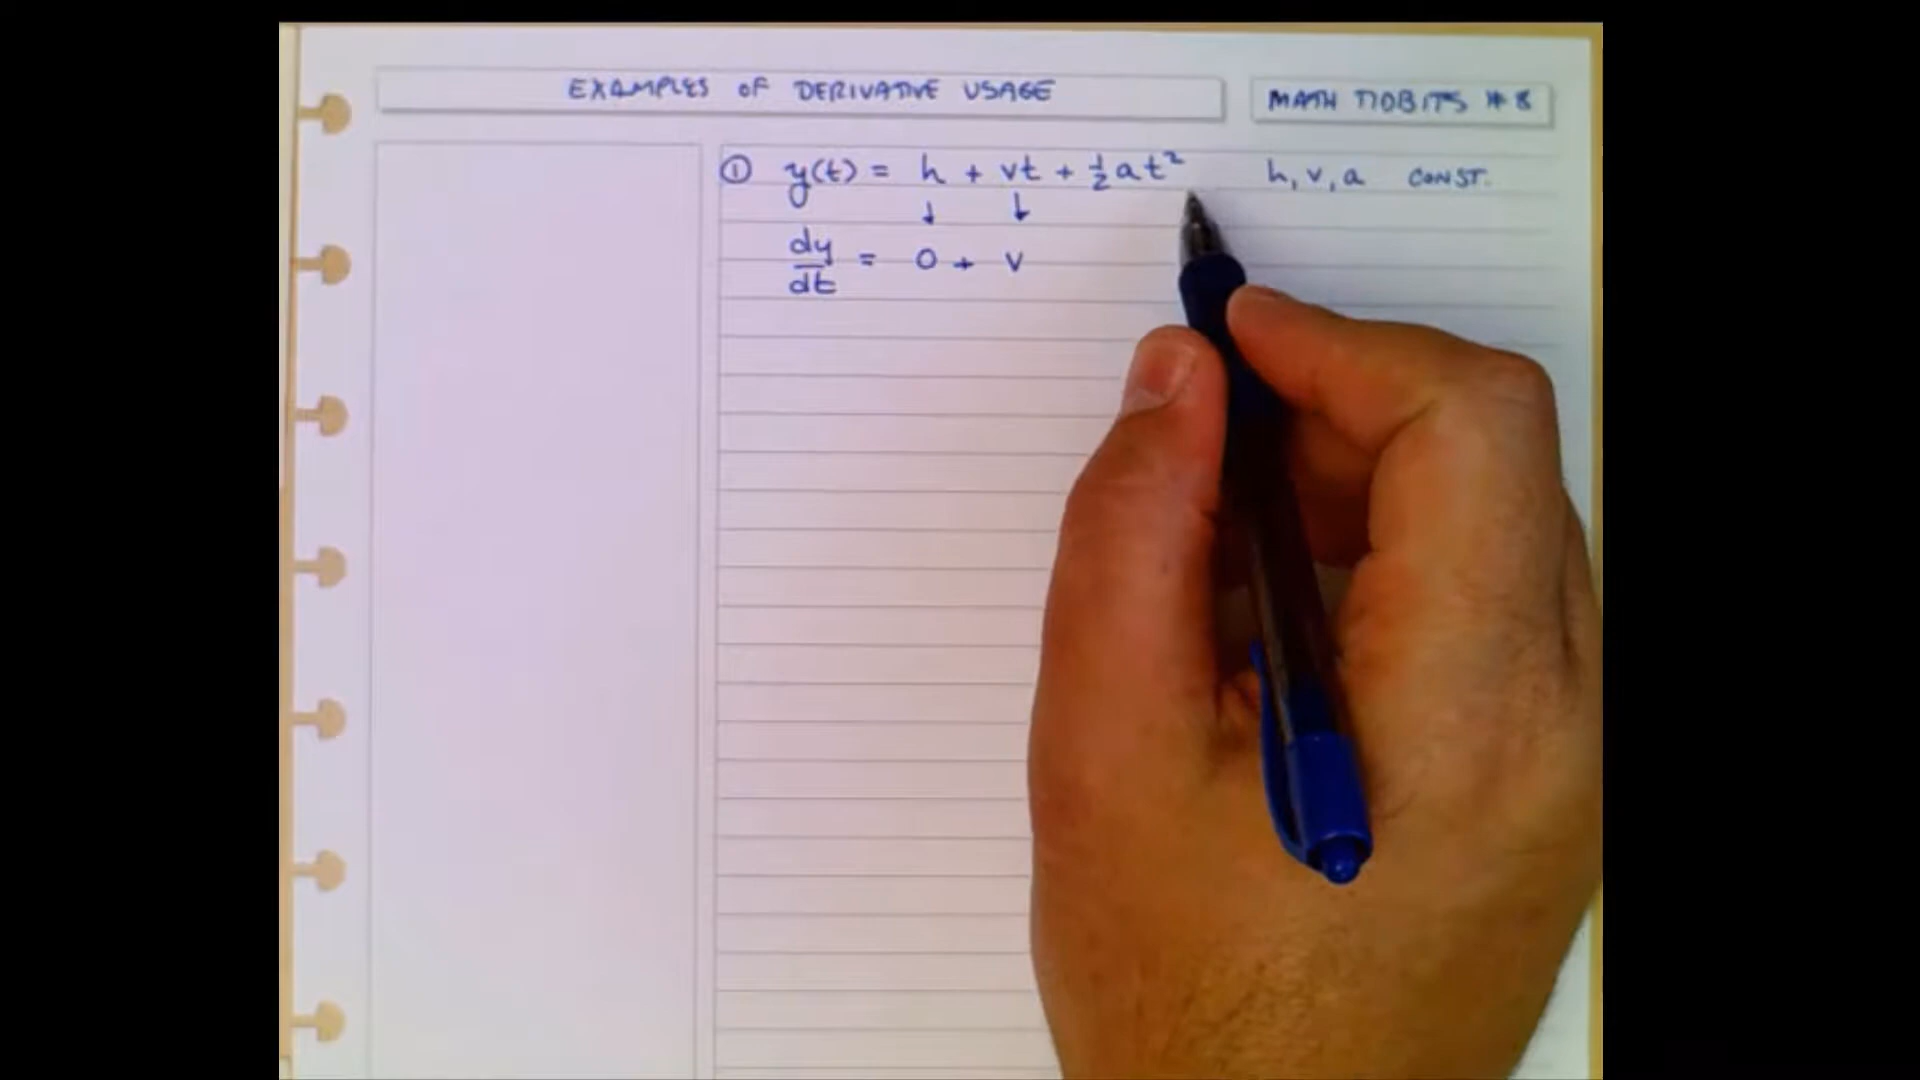 EXAMPLES OF DERIVATIVE USAGE
MATH TIDBITS #8
① y(t) = h + vt + ½at² h, v, a CONST.
↓ ↓
dy/dt = 0 + v